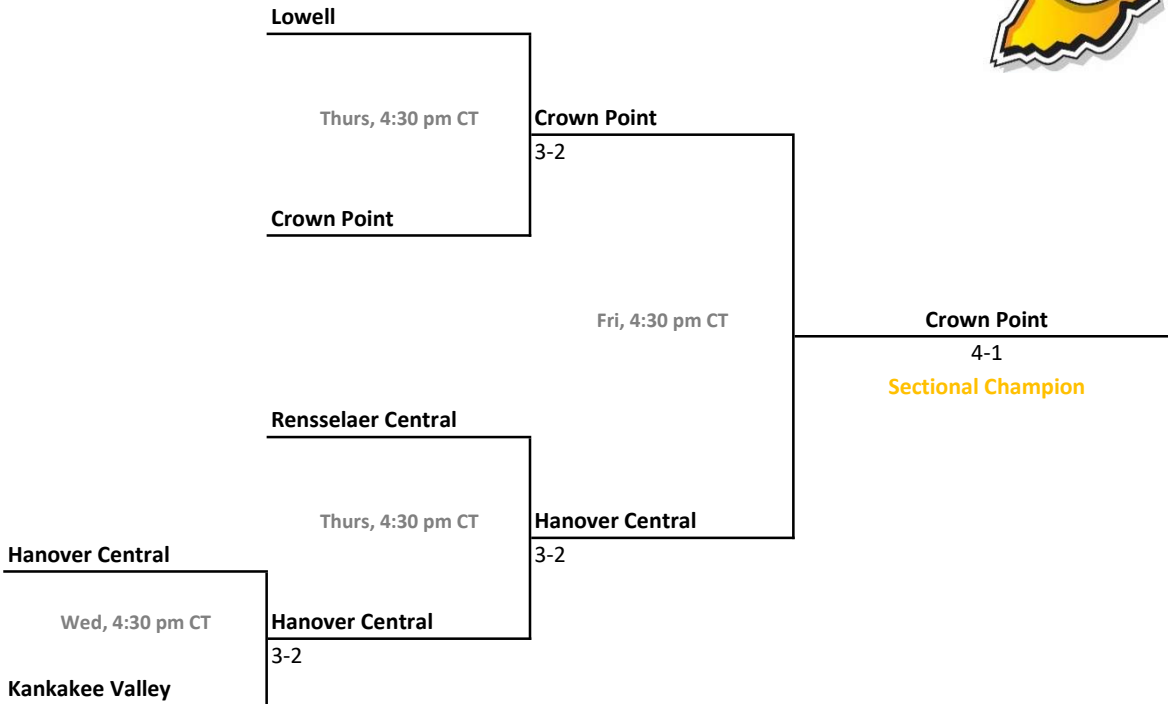 Lowell
Thurs, 4:30 pm CT
Crown Point
3-2
Crown Point
Fri, 4:30 pm CT
Crown Point
4-1
Sectional Champion
Rensselaer Central
Thurs, 4:30 pm CT
Hanover Central
3-2
Hanover Central
Wed, 4:30 pm CT
Hanover Central
3-2
Kankakee Valley